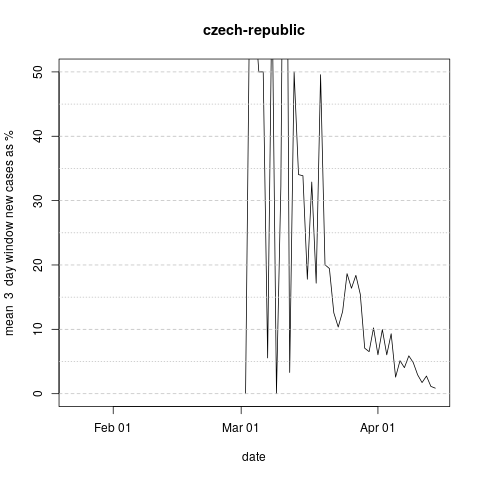 czech-republic
mean 3 day window new cases as %
50
40
30
20
10
0
Feb 01
Mar 01
Apr 01
date